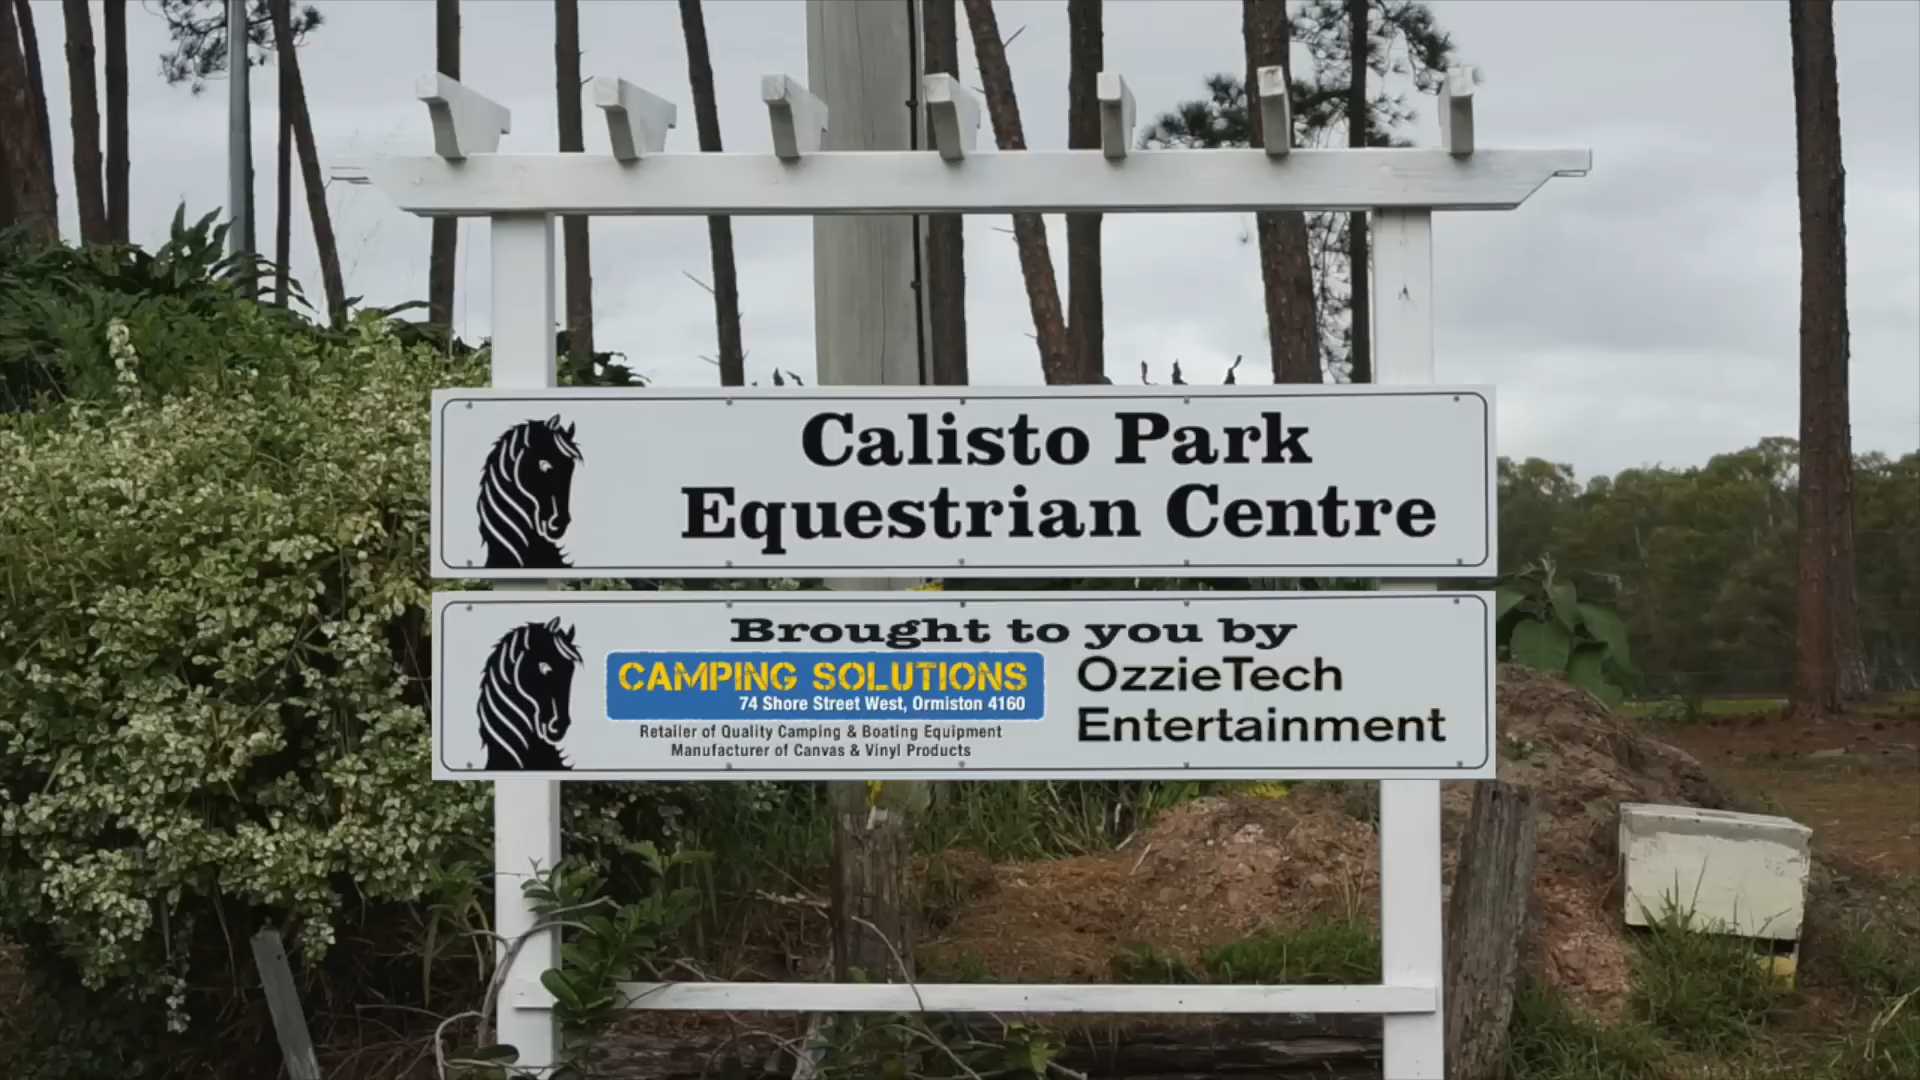 Calisto Park
Equestrian Centre
Brought to you by
CAMPING SOLUTIONS
74 Shore Street West, Ormiston 4160
Retailer of Quality Camping & Boating Equipment
Manufacturer of Canvas & Vinyl Products
OzzieTech
Entertainment